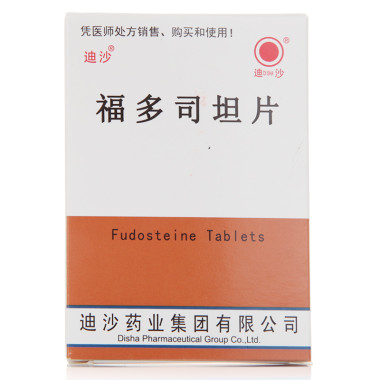 凭医师处方销售、购买和使用！
迪沙®
®
迪沙
福多司坦片
Fudosteine Tablets
迪沙药业集团有限公司
Disha Pharmaceutical Group Co.,Ltd.